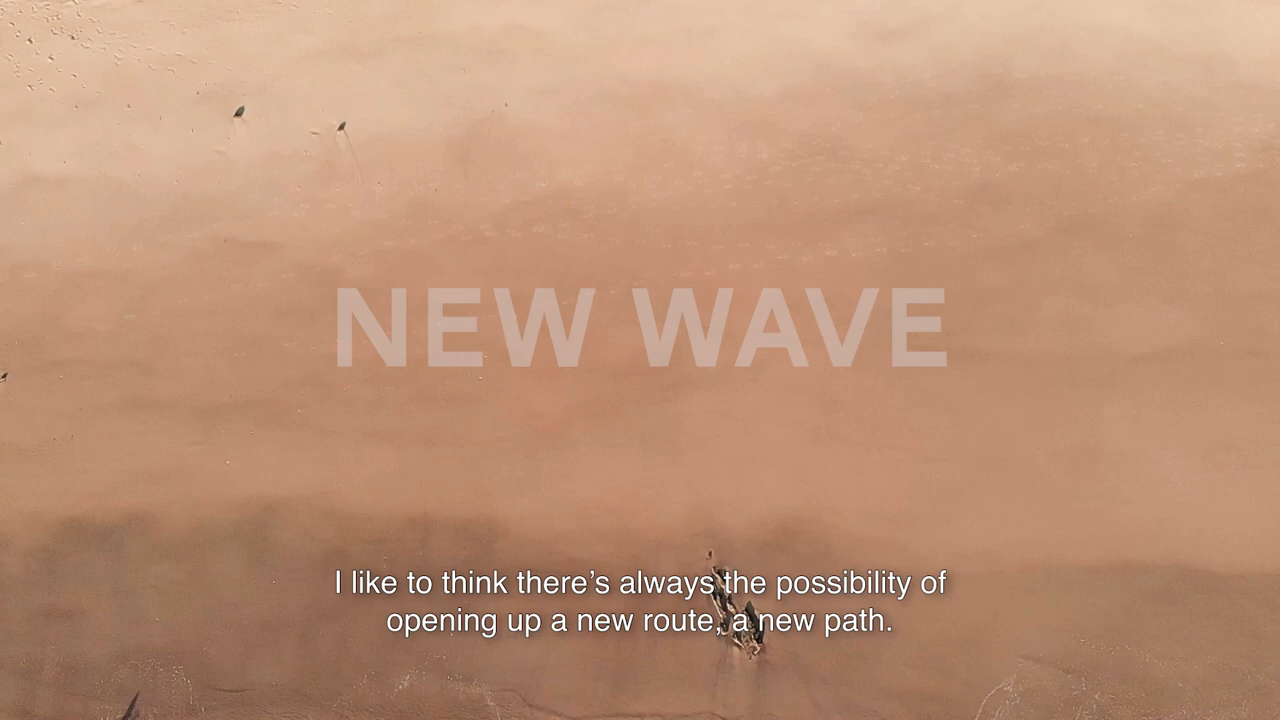 NEW WAVE
I like to think there’s always the possibility of
opening up a new route, a new path.